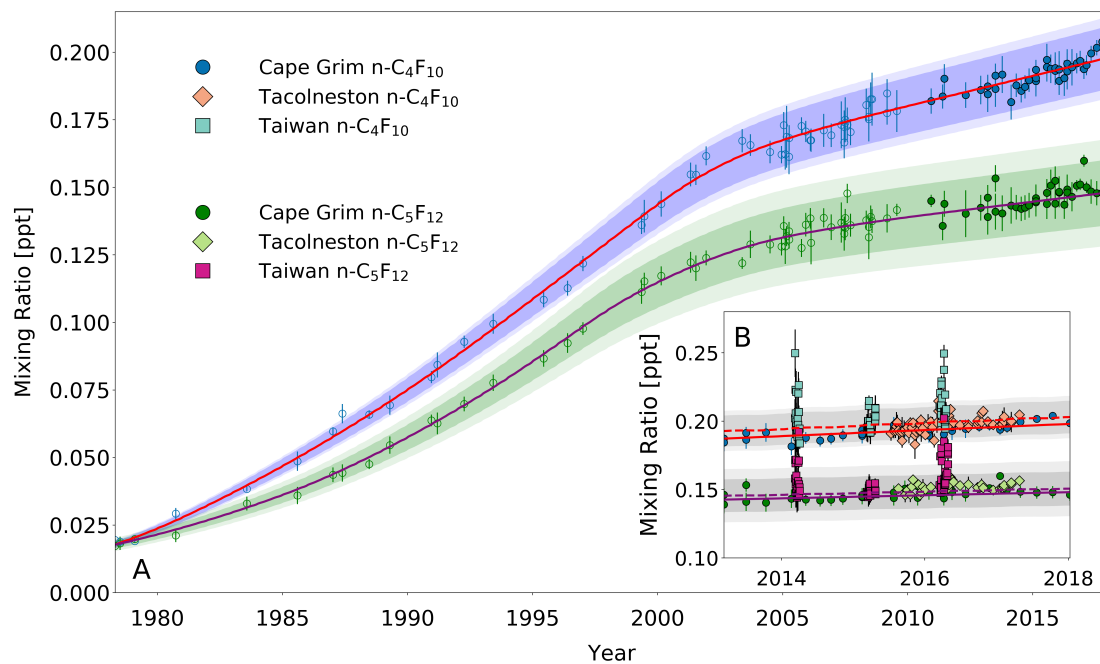 0.200
0.175
0.150
0.125
0.100
0.075
0.050
0.025
0.000
Mixing Ratio [ppt]
Cape Grim n-C₄F₁₀
Tacolneston n-C₄F₁₀
Taiwan n-C₄F₁₀
Cape Grim n-C₅F₁₂
Tacolneston n-C₅F₁₂
Taiwan n-C₅F₁₂
A
1980 1985 1990 1995 2000 2005 2010 2015
Year
B
0.25
0.20
0.15
0.10
Mixing Ratio [ppt]
2014 2016 2018